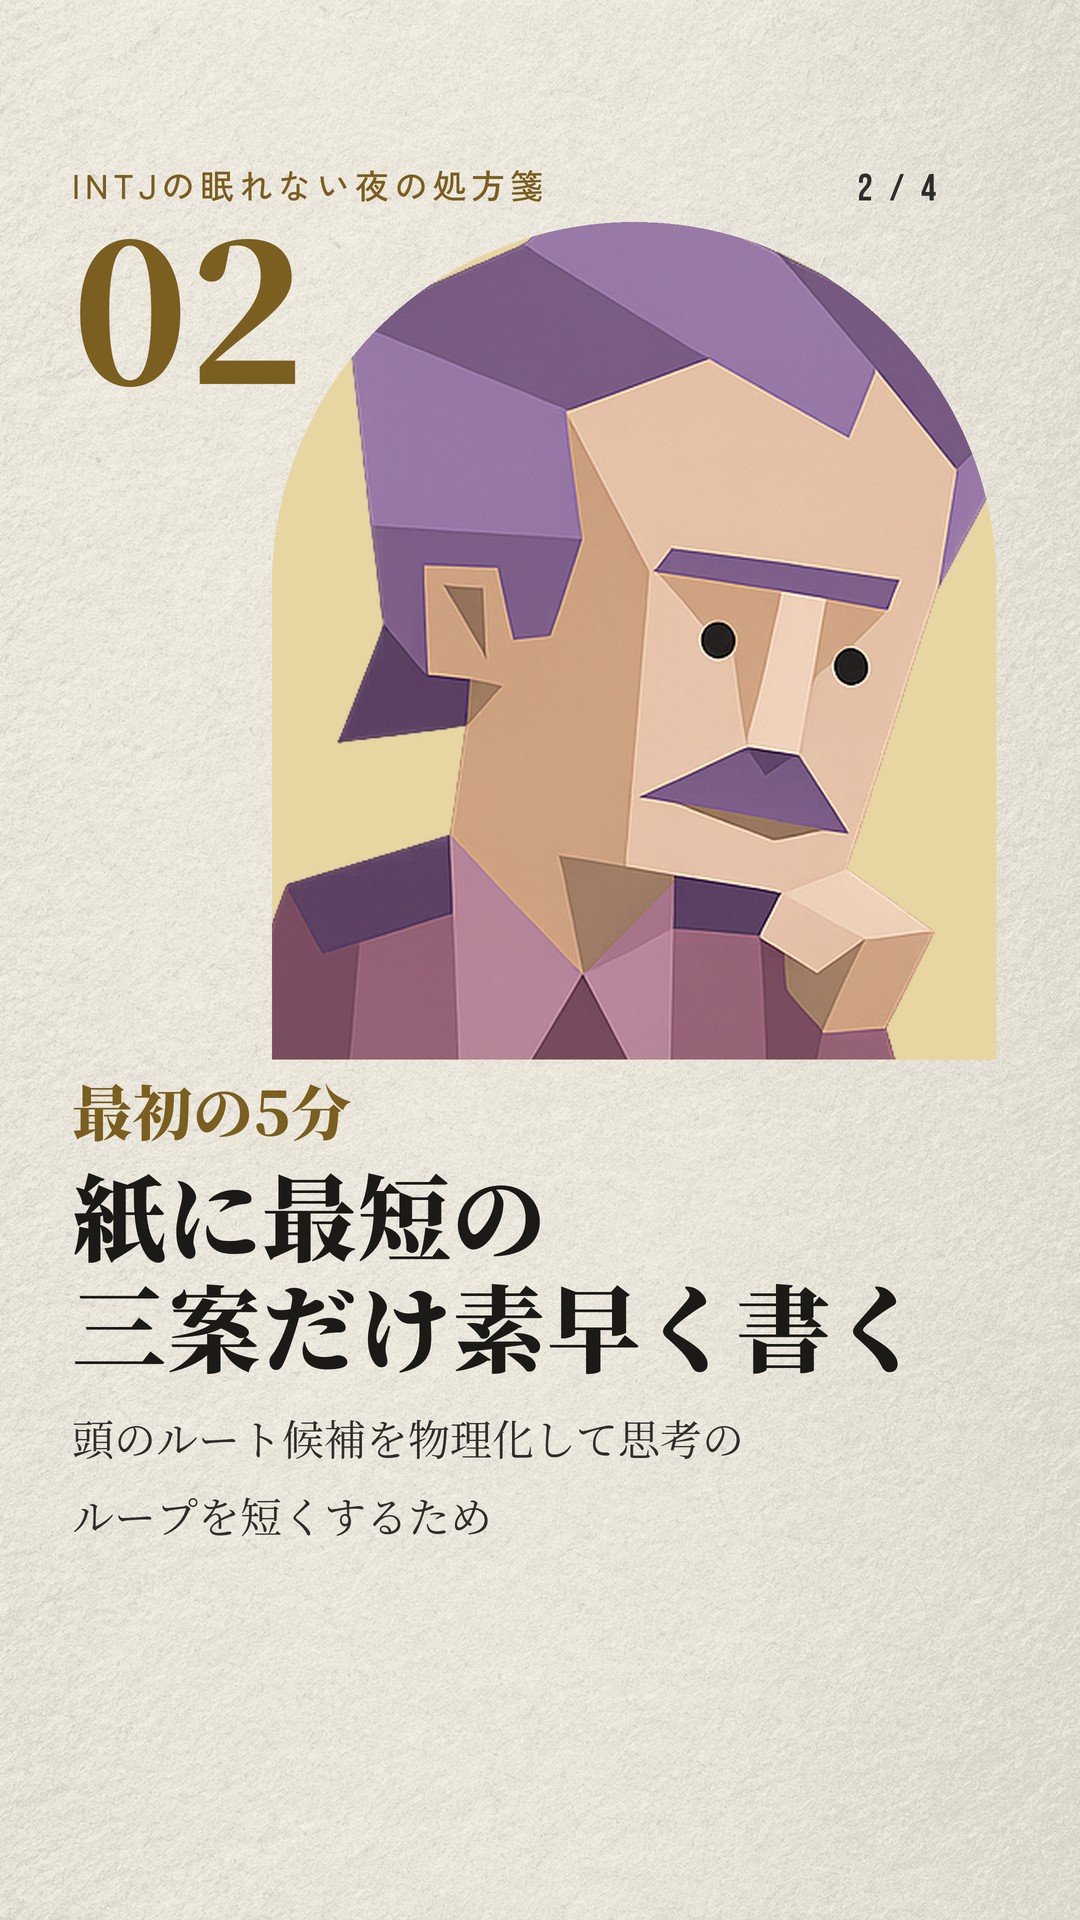 INTJの眠れない夜の処方箋
2 / 4
02
最初の5分
紙に最短の
三案だけ素早く書く
頭のルート候補を物理化して思考の
ループを短くするため